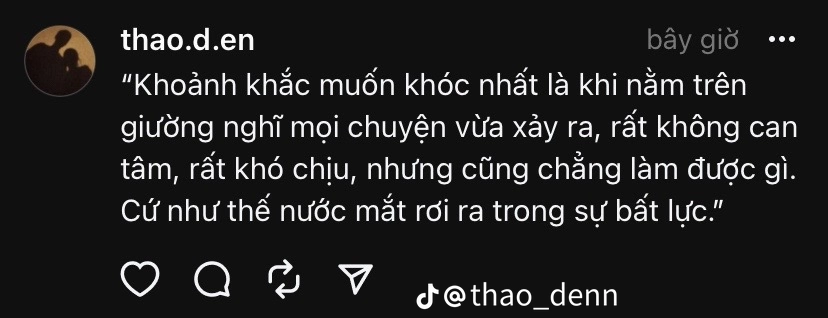 thao.d.en
bây giờ
“Khoảnh khắc muốn khóc nhất là khi nằm trên
giường nghĩ mọi chuyện vừa xảy ra, rất không can
tâm, rất khó chịu, nhưng cũng chẳng làm được gì.
Cứ như thế nước mắt rơi ra trong sự bất lực.”
@thao_denn